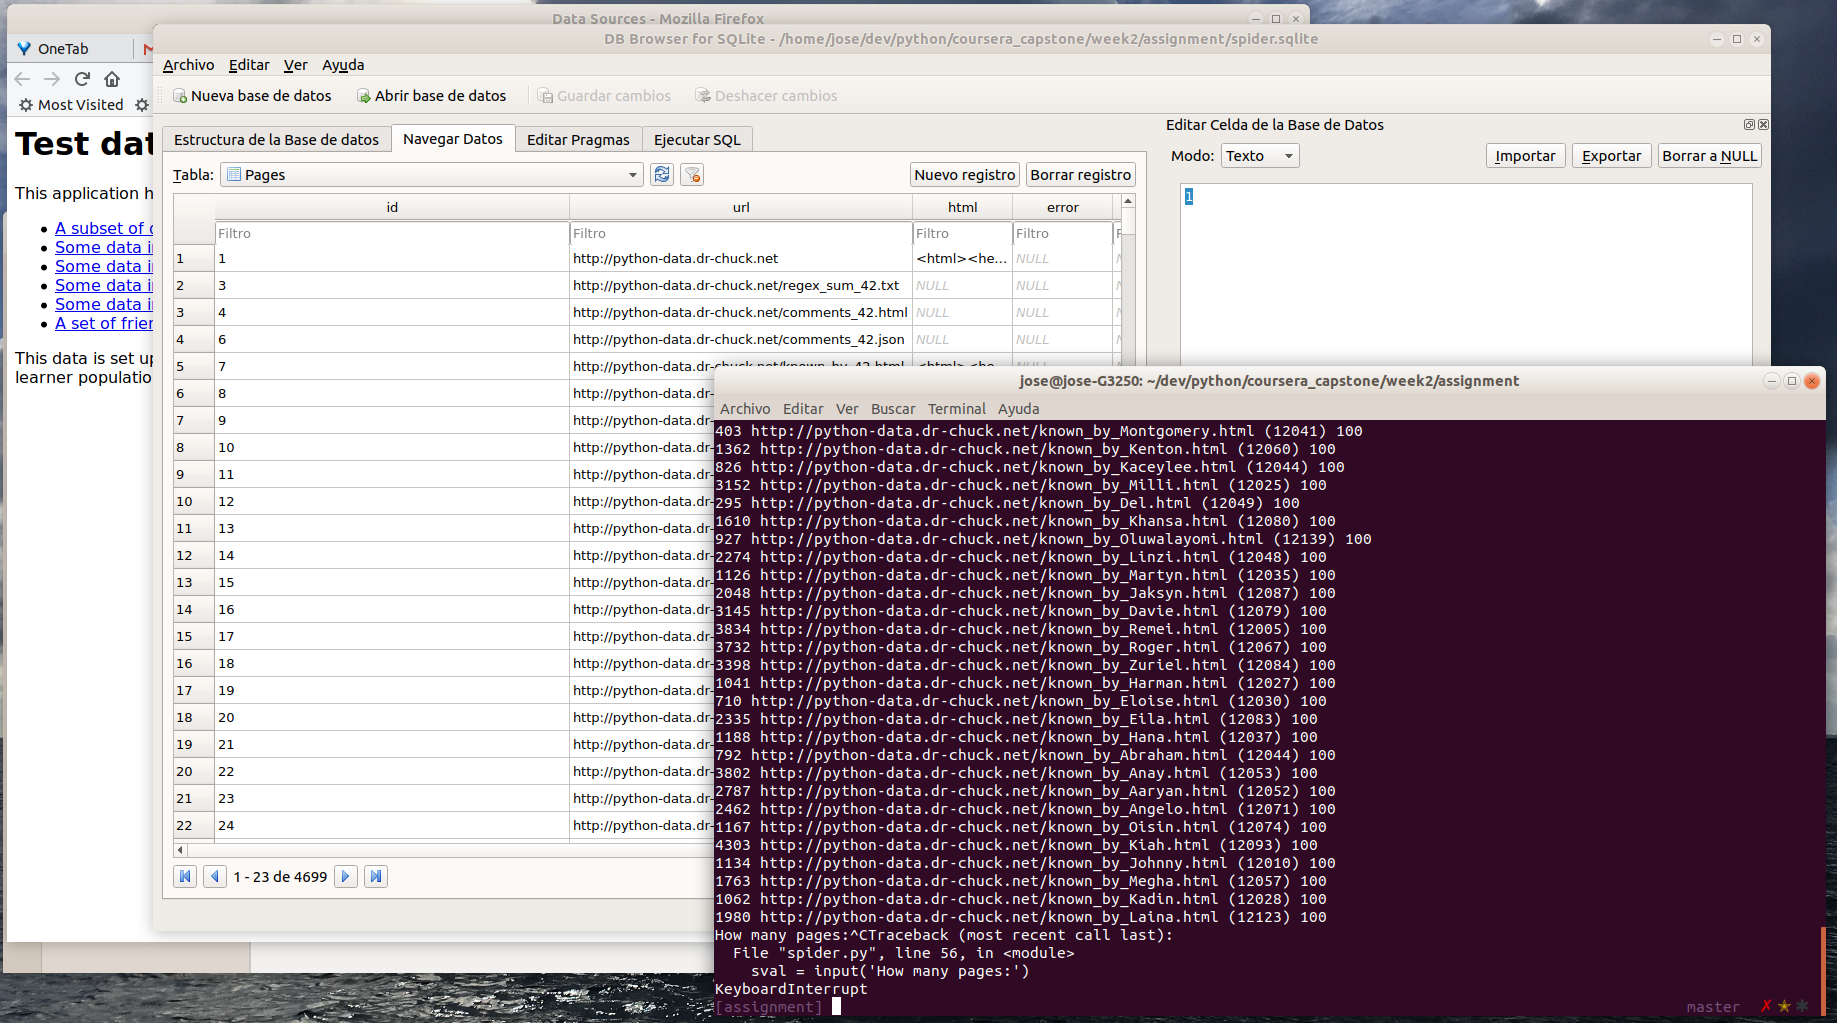 Data Sources - Mozilla Firefox
OneTab
Most Visited
Test dat
This application h
A subset of
Some data i
Some data i
Some data i
Some data i
A set of frier
This data is set up
learner populatio
DB Browser for SQLite - /home/jose/dev/python/coursera_capstone/week2/assignment/spider.sqlite
Archivo Editar Ver Ayuda
Nueva base de datos Abrir base de datos Guardar cambios Deshacer cambios
Estructura de la Base de datos Navegar Datos Editar Pragmas Ejecutar SQL
Tabla: Pages Nuevo registro Borrar registro
id url html error
Filtro Filtro Filtro Filtro F
1 1 http://python-data.dr-chuck.net <html><he... NULL
2 3 http://python-data.dr-chuck.net/regex_sum_42.txt NULL NULL
3 4 http://python-data.dr-chuck.net/comments_42.html NULL NULL
4 6 http://python-data.dr-chuck.net/comments_42.json NULL NULL
5 7 http://python-data.dr-chuck.net/known_by_42.html <html><he... NULL
6 8 http://python-data.dr-
7 9 http://python-data.dr-
8 10 http://python-data.dr-
9 11 http://python-data.dr-
10 12 http://python-data.dr-
11 13 http://python-data.dr-
12 14 http://python-data.dr-
13 15 http://python-data.dr-
14 16 http://python-data.dr-
15 17 http://python-data.dr-
16 18 http://python-data.dr-
17 19 http://python-data.dr-
18 20 http://python-data.dr-
19 21 http://python-data.dr-
20 22 http://python-data.dr-
21 23 http://python-data.dr-
22 24 http://python-data.dr-
1 - 23 de 4699
Editar Celda de la Base de Datos
Modo: Texto Importar Exportar Borrar a NULL
1
jose@jose-G3250: ~/dev/python/coursera_capstone/week2/assignment
Archivo Editar Ver Buscar Terminal Ayuda
403 http://python-data.dr-chuck.net/known_by_Montgomery.html (12041) 100
1362 http://python-data.dr-chuck.net/known_by_Kenton.html (12060) 100
826 http://python-data.dr-chuck.net/known_by_Kaceylee.html (12044) 100
3152 http://python-data.dr-chuck.net/known_by_Milli.html (12025) 100
295 http://python-data.dr-chuck.net/known_by_Del.html (12049) 100
1610 http://python-data.dr-chuck.net/known_by_Khansa.html (12080) 100
927 http://python-data.dr-chuck.net/known_by_Oluwalayomi.html (12139) 100
2274 http://python-data.dr-chuck.net/known_by_Linzi.html (12048) 100
1126 http://python-data.dr-chuck.net/known_by_Martyn.html (12035) 100
2048 http://python-data.dr-chuck.net/known_by_Jaksyn.html (12087) 100
3145 http://python-data.dr-chuck.net/known_by_Davie.html (12079) 100
3834 http://python-data.dr-chuck.net/known_by_Remei.html (12005) 100
3732 http://python-data.dr-chuck.net/known_by_Roger.html (12067) 100
3398 http://python-data.dr-chuck.net/known_by_Zuriel.html (12084) 100
1041 http://python-data.dr-chuck.net/known_by_Harman.html (12027) 100
710 http://python-data.dr-chuck.net/known_by_Eloise.html (12030) 100
2335 http://python-data.dr-chuck.net/known_by_Eila.html (12083) 100
1188 http://python-data.dr-chuck.net/known_by_Hana.html (12037) 100
792 http://python-data.dr-chuck.net/known_by_Abraham.html (12044) 100
3802 http://python-data.dr-chuck.net/known_by_Anay.html (12053) 100
2787 http://python-data.dr-chuck.net/known_by_Aaryan.html (12052) 100
2462 http://python-data.dr-chuck.net/known_by_Angelo.html (12071) 100
1167 http://python-data.dr-chuck.net/known_by_Oisin.html (12074) 100
4303 http://python-data.dr-chuck.net/known_by_Kiah.html (12093) 100
1134 http://python-data.dr-chuck.net/known_by_Johnny.html (12010) 100
1763 http://python-data.dr-chuck.net/known_by_Megha.html (12057) 100
1062 http://python-data.dr-chuck.net/known_by_Kadin.html (12028) 100
1980 http://python-data.dr-chuck.net/known_by_Laina.html (12123) 100
How many pages:^CTraceback (most recent call last):
File "spider.py", line 56, in <module>
sval = input('How many pages:')
KeyboardInterrupt
[assignment] master ✗ ★ ✱